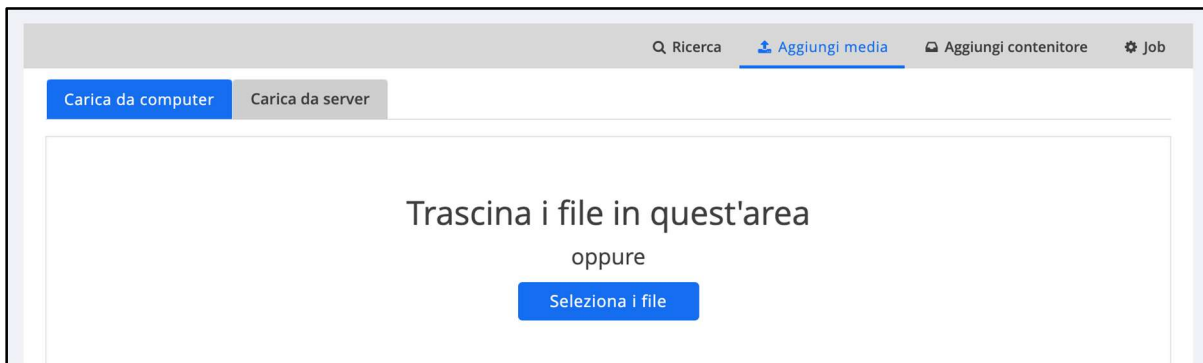 Ricerca Aggiungi media Aggiungi contenitore Job
Carica da computer Carica da server
Trascina i file in quest'area
oppure
Seleziona i file